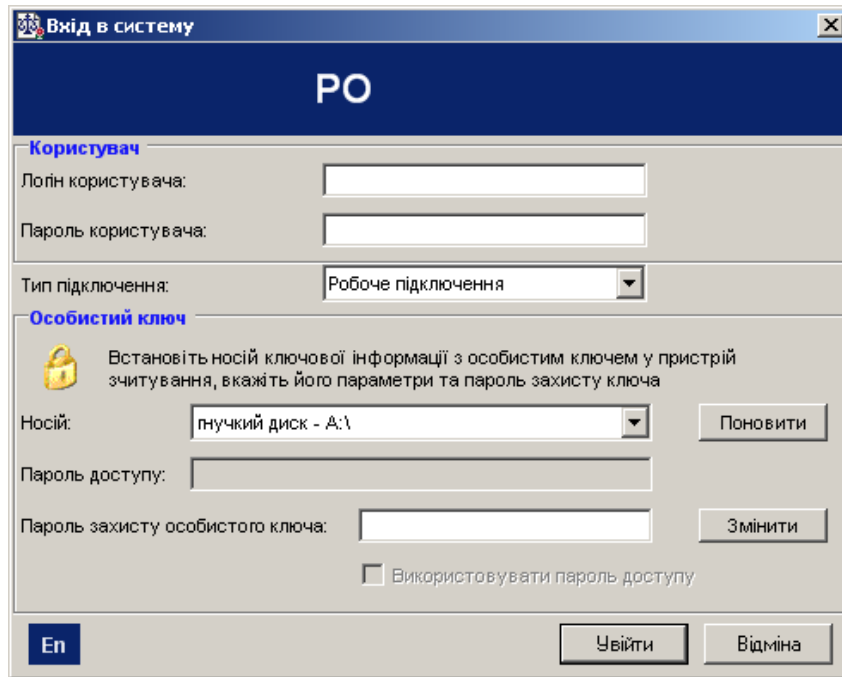 Вхід в систему
РО
Користувач
Логін користувача:
Пароль користувача:
Тип підключення: Робоче підключення
Особистий ключ
Встановіть носій ключової інформації з особистим ключем у пристрій
зчитування, вкажіть його параметри та пароль захисту ключа
Носій: гнучкий диск - A:\ Поновити
Пароль доступу:
Пароль захисту особистого ключа: Змінити
Використовувати пароль доступу
En Увійти Відміна